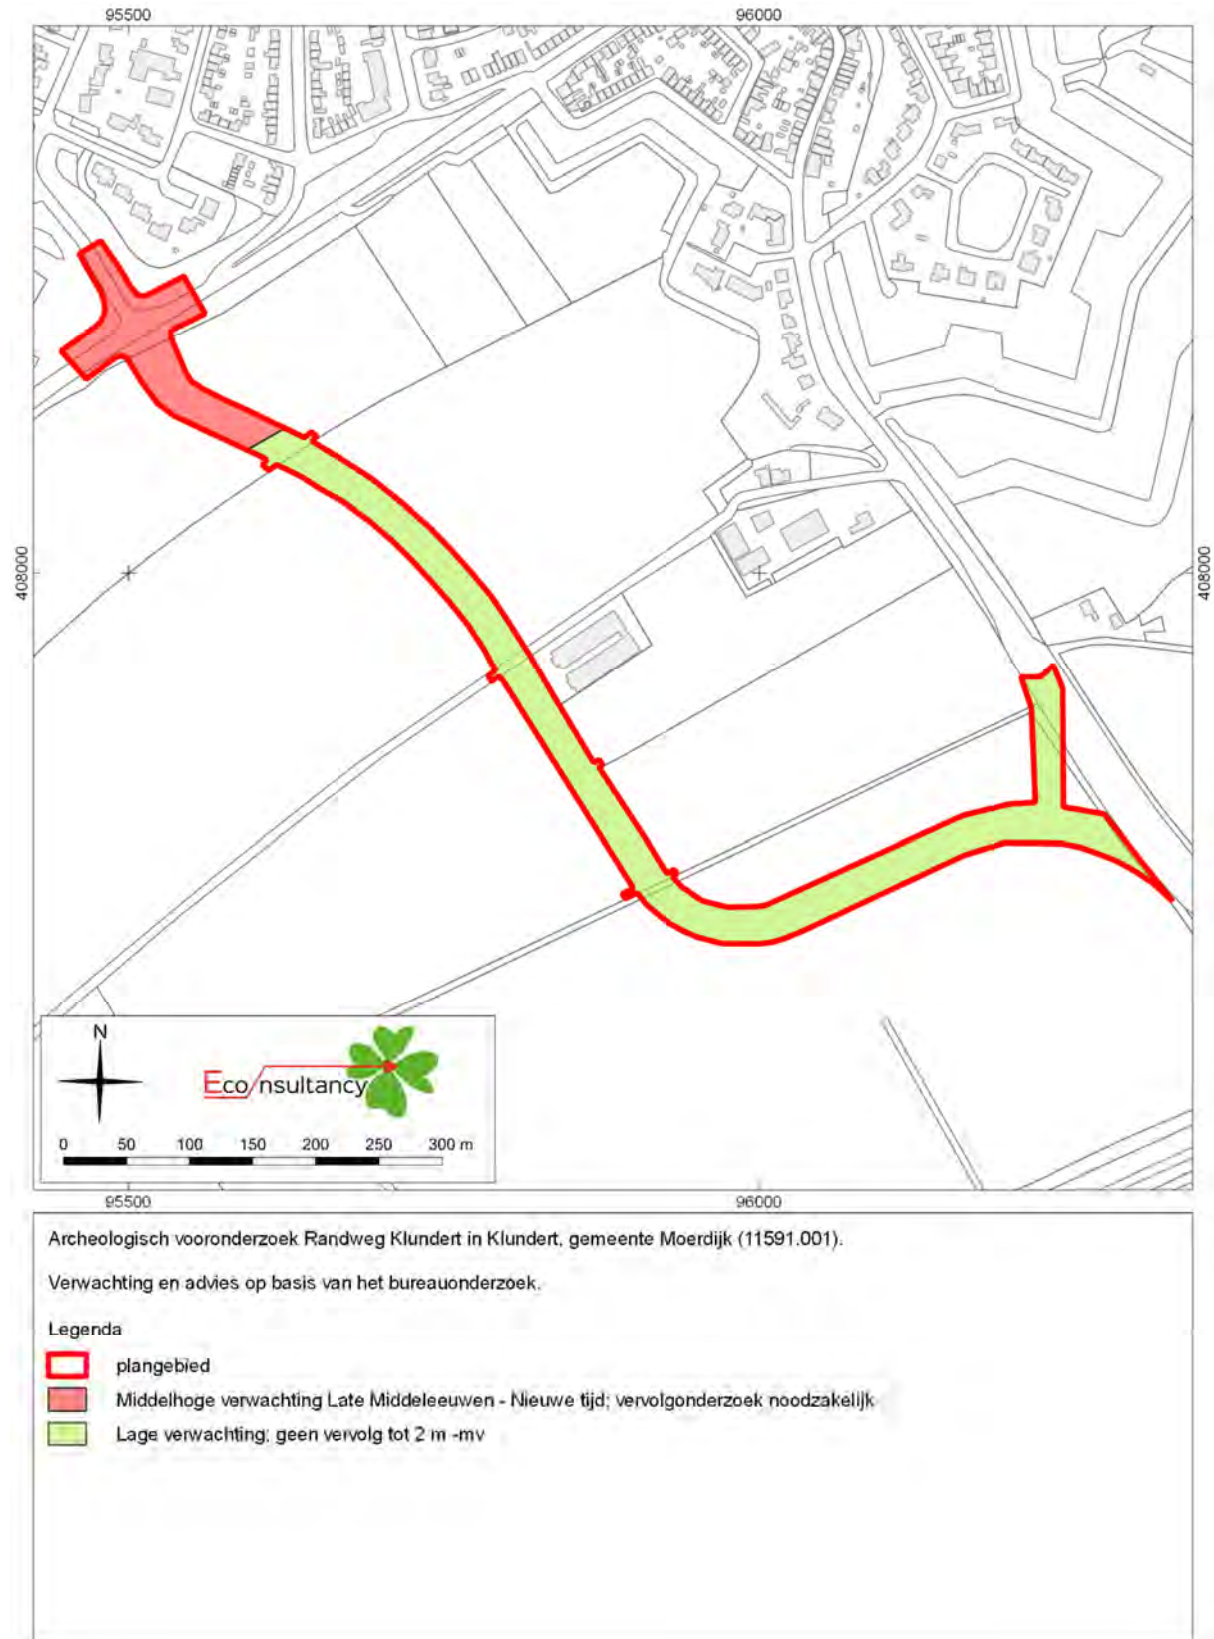 95500 96000
408000 408000
N
Eco/nsultancy
0 50 100 150 200 250 300 m
95500 96000
Archeologisch vooronderzoek Randweg Klundert in Klundert, gemeente Moerdijk (11591.001).
Verwachting en advies op basis van het bureauonderzoek.
Legenda
plangebied
Middelhoge verwachting Late Middeleeuwen - Nieuwe tijd; vervolgonderzoek noodzakelijk
Lage verwachting; geen vervolg tot 2 m -mv